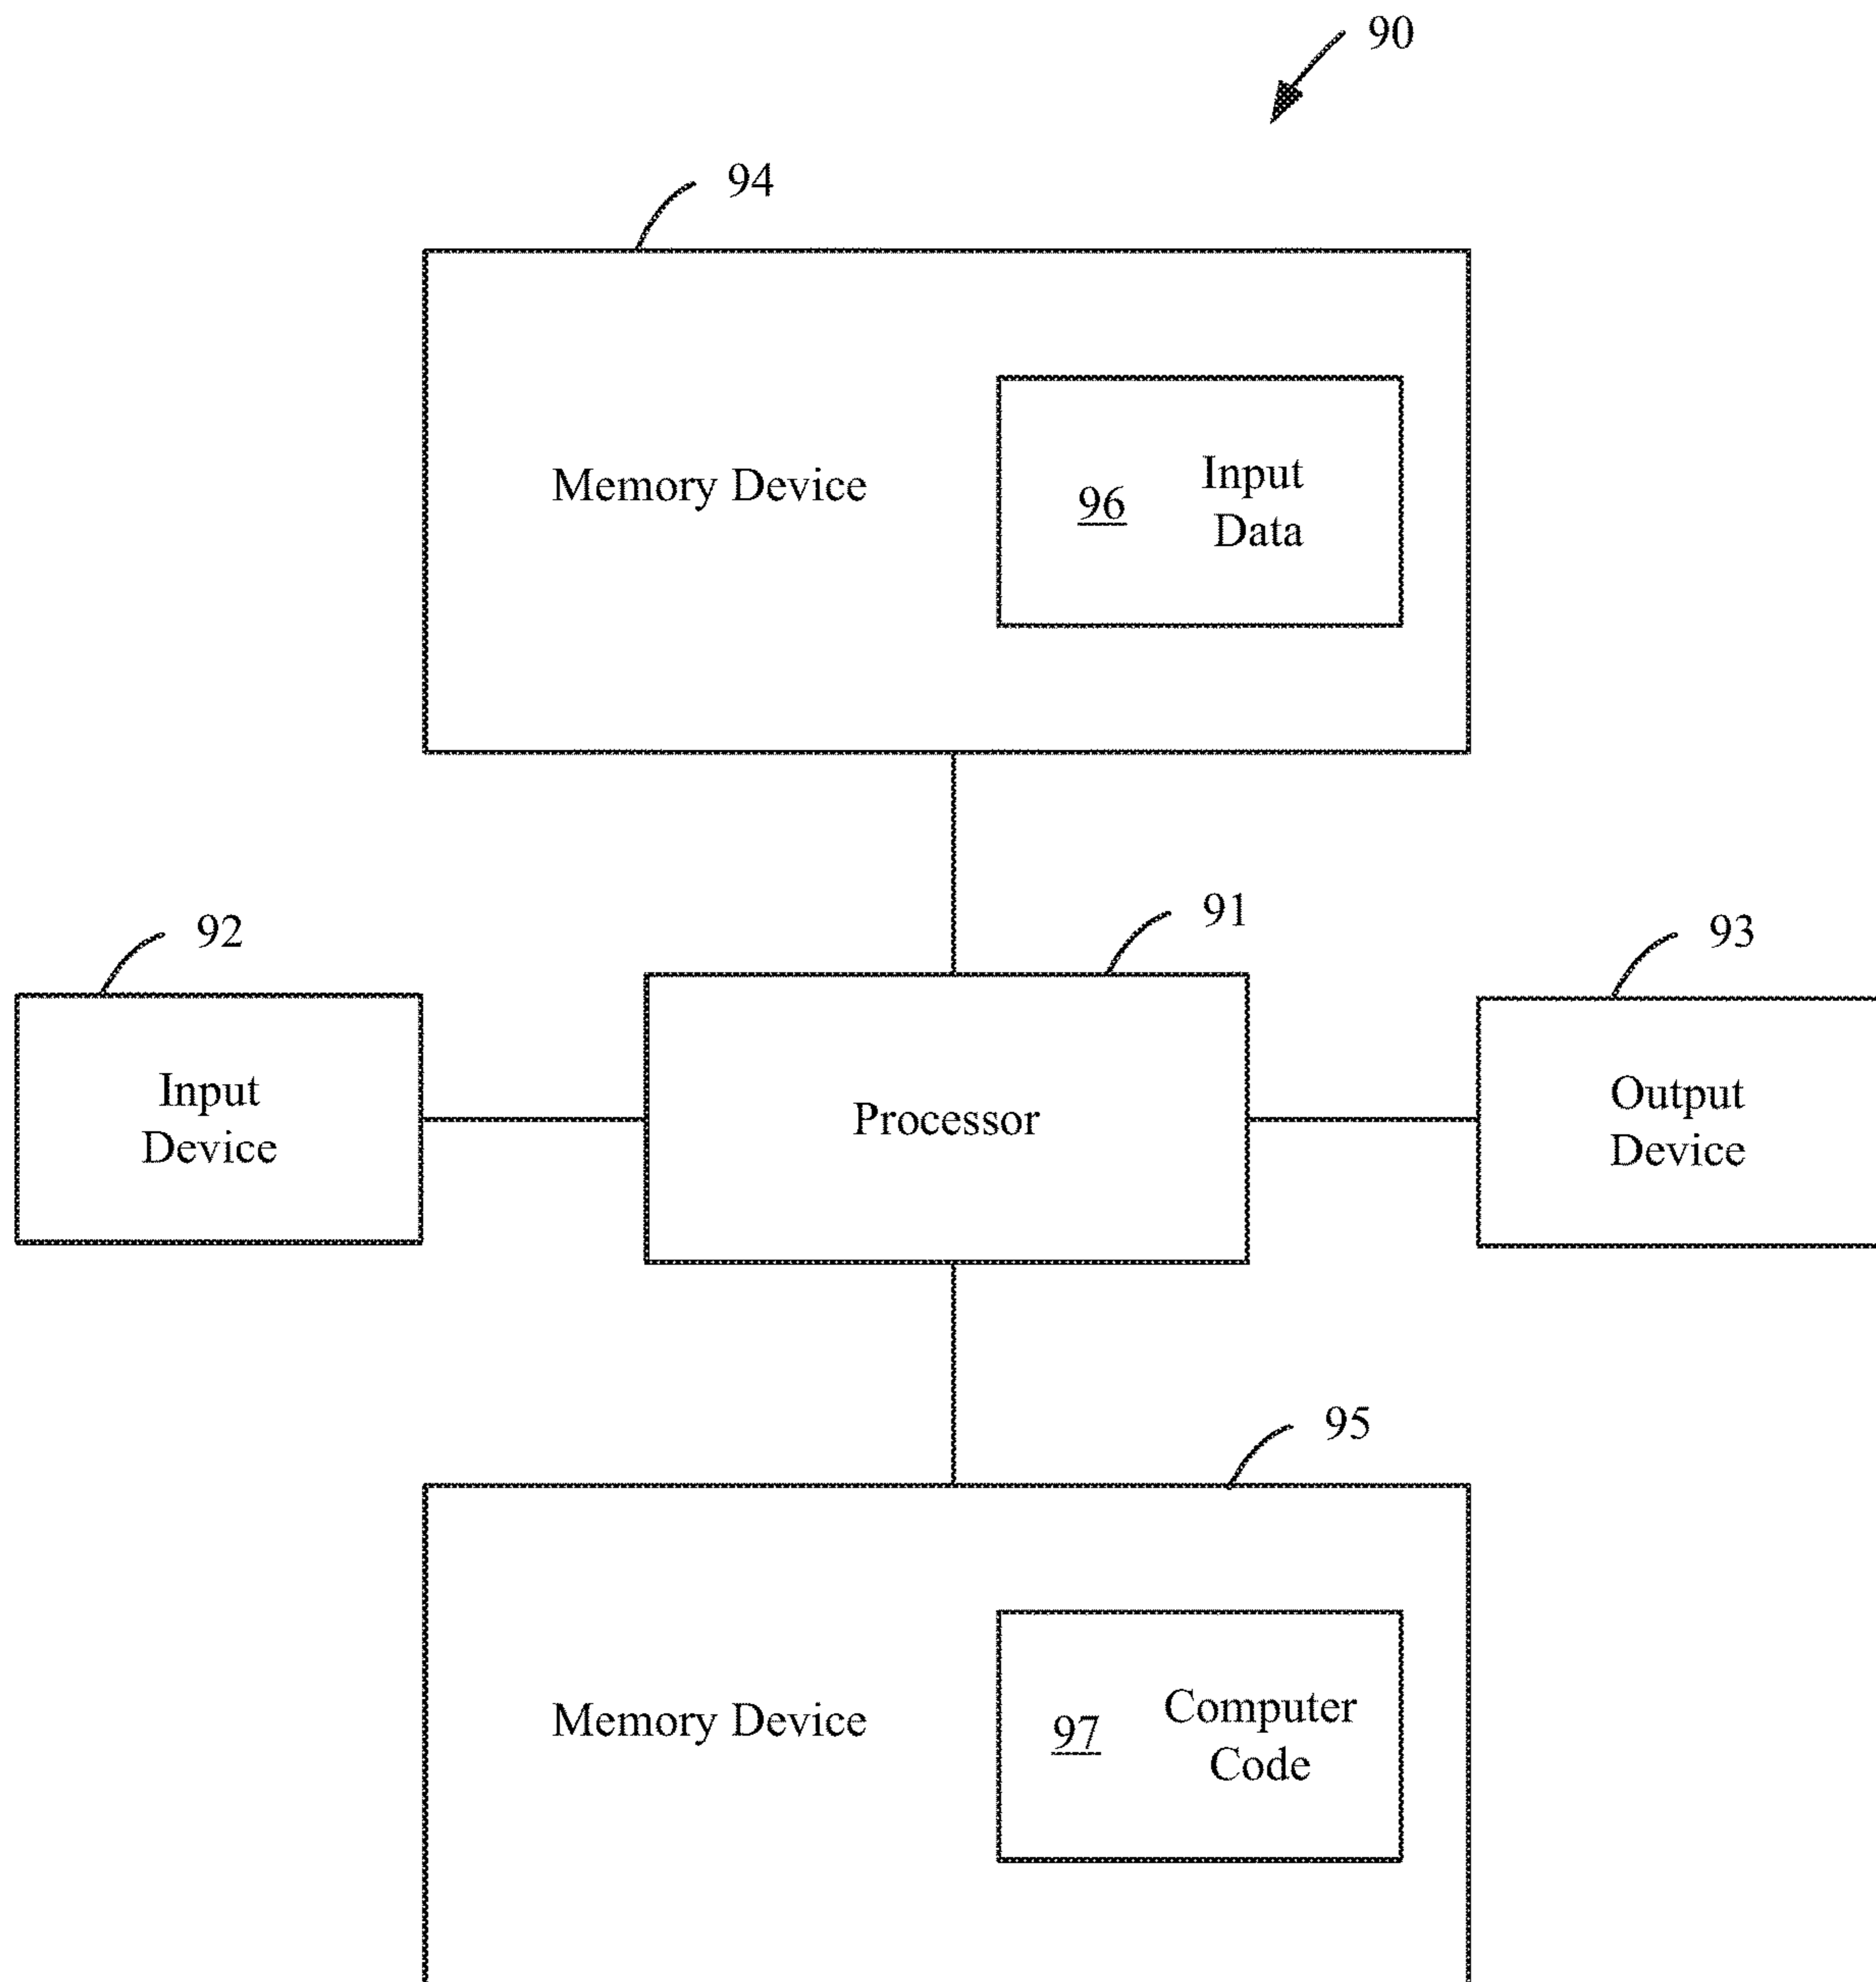 90
94
Memory Device
96
Input
Data
92
91
93
Input
Device
Processor
Output
Device
95
Memory Device
97
Computer
Code